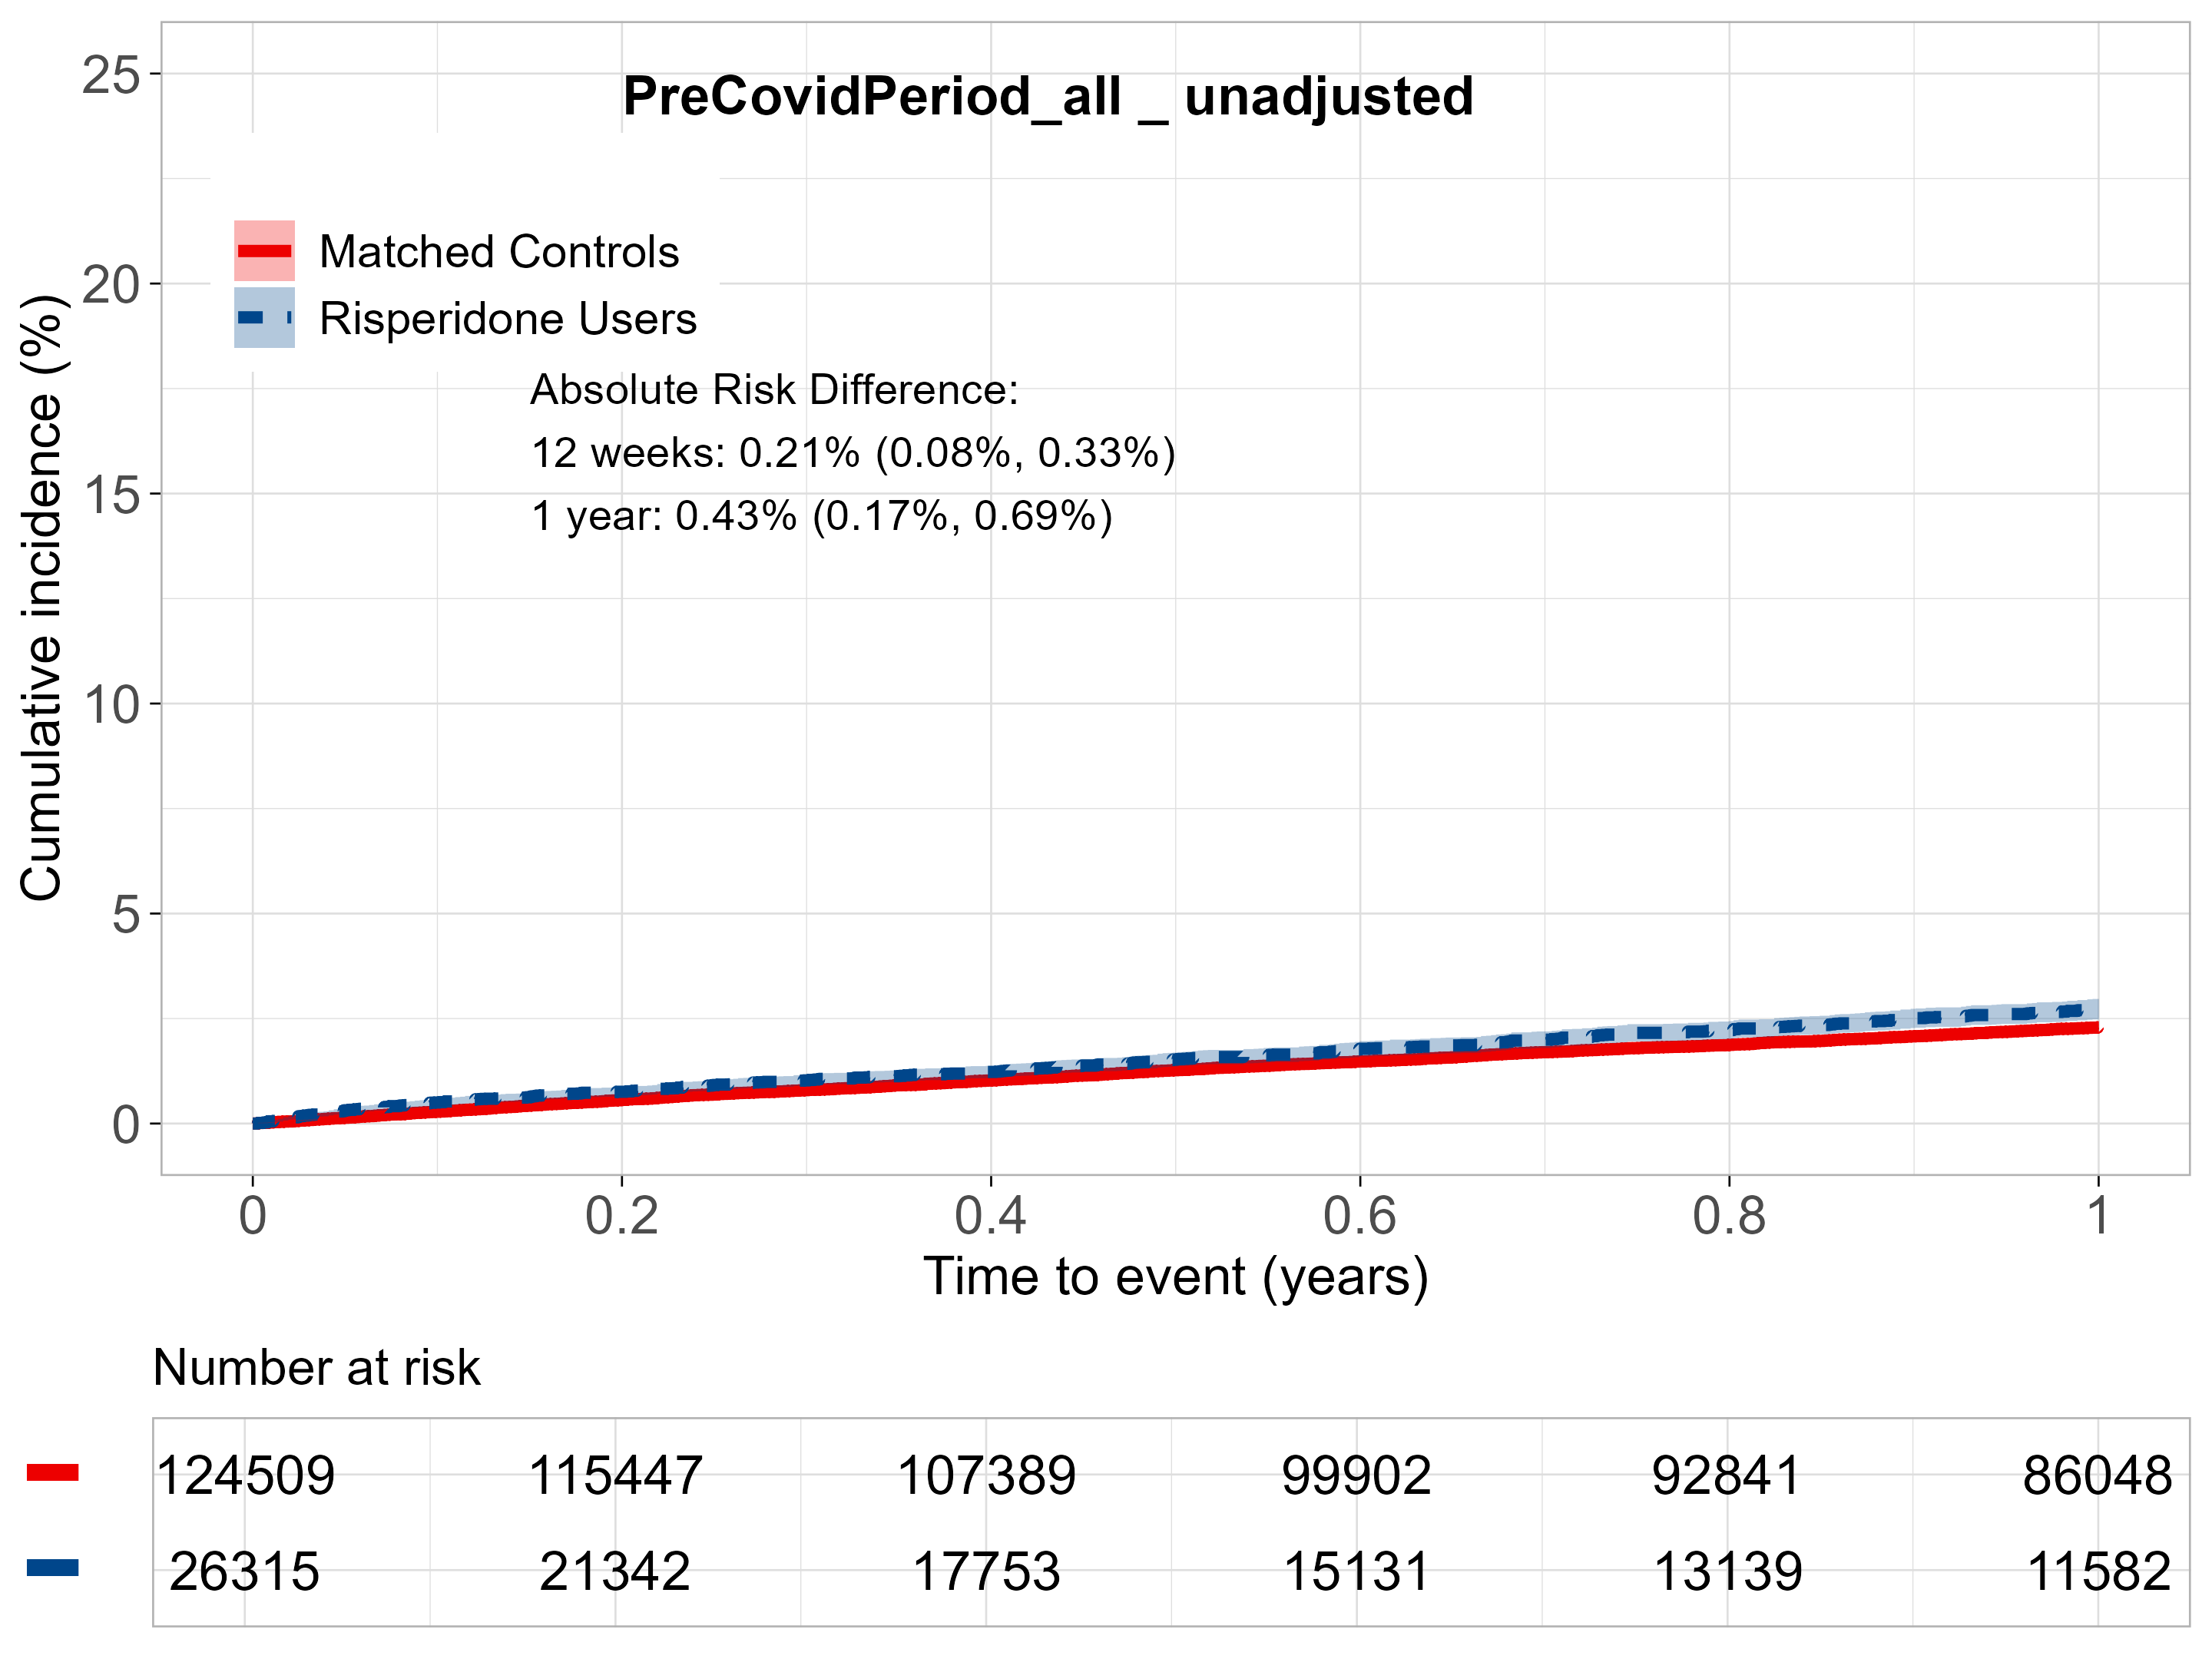 PreCovidPeriod_all _ unadjusted
Matched Controls
Risperidone Users
Absolute Risk Difference:
12 weeks: 0.21% (0.08%, 0.33%)
1 year: 0.43% (0.17%, 0.69%)
Cumulative incidence (%)
25
20
15
10
5
0
0 0.2 0.4 0.6 0.8 1
Time to event (years)
Number at risk
124509 115447 107389 99902 92841 86048
26315 21342 17753 15131 13139 11582